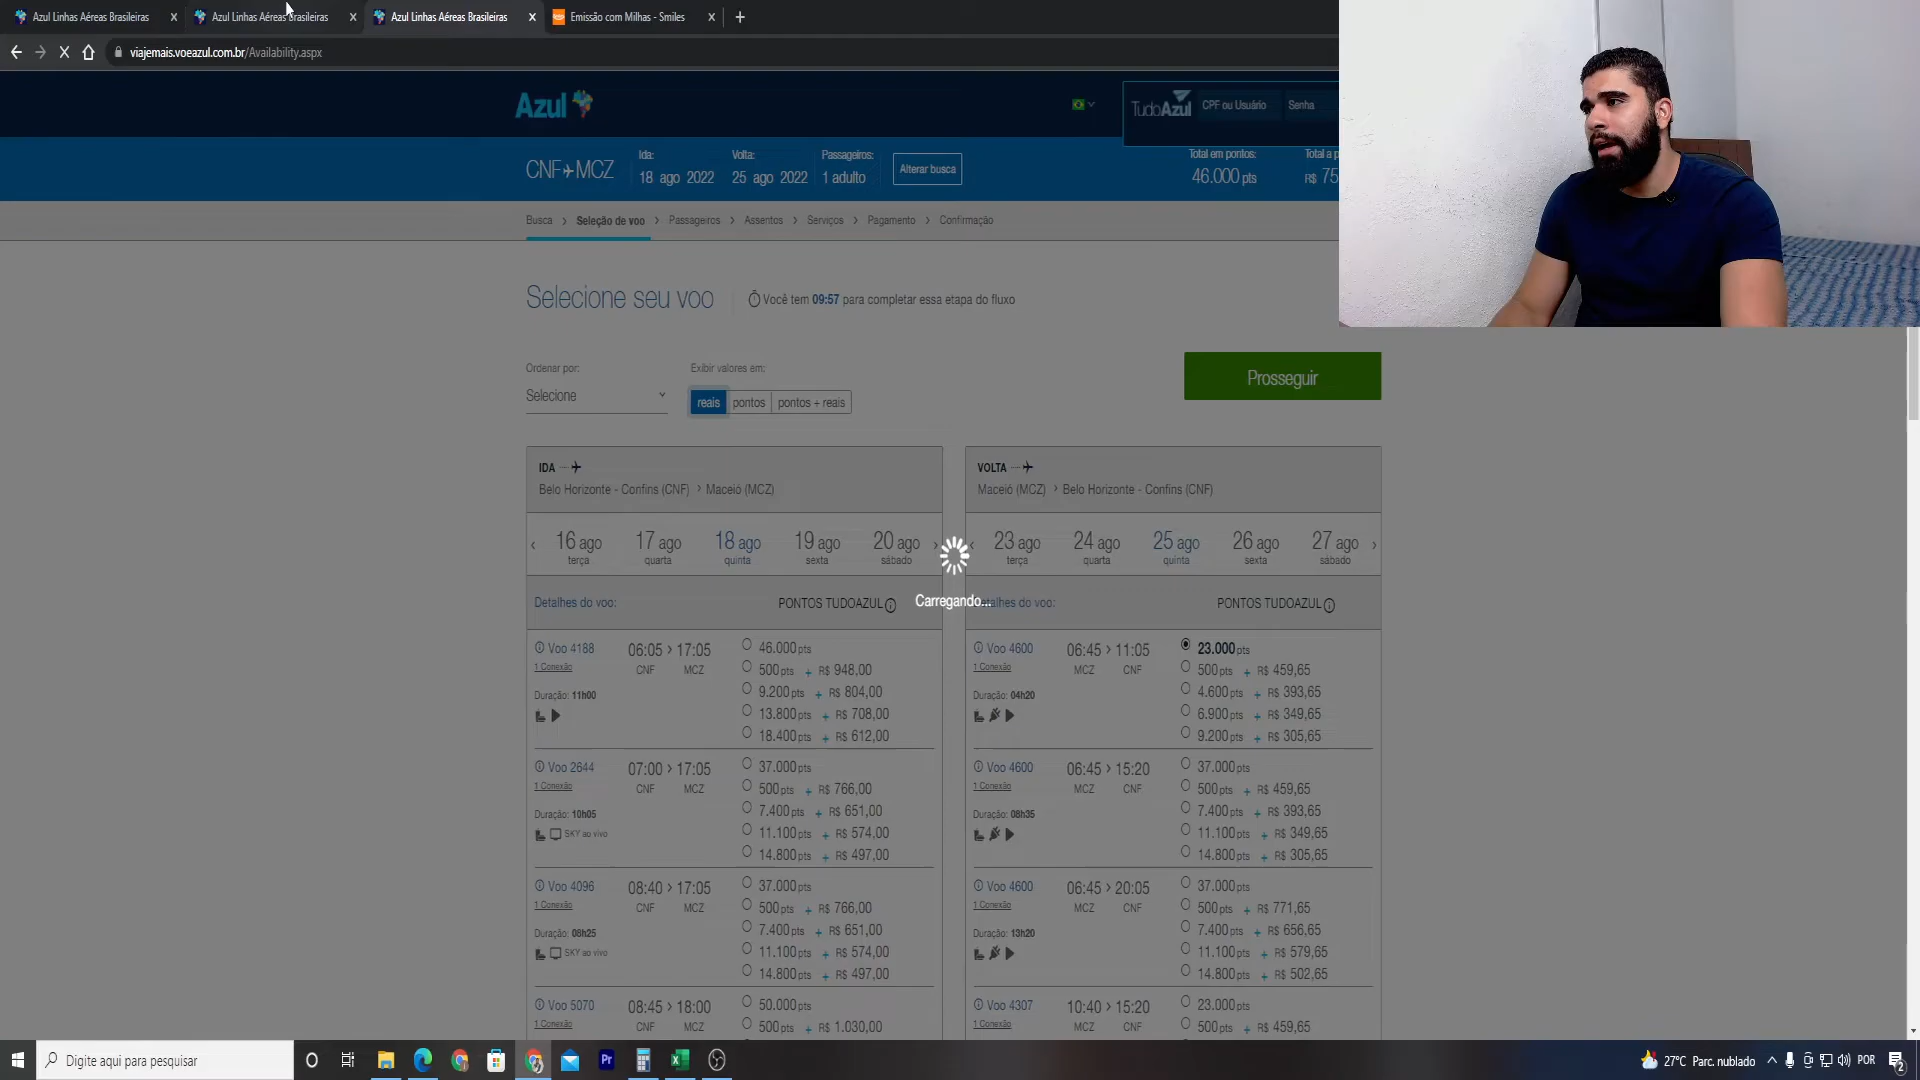 Azul Linhas Aéreas Brasileiras
Azul Linhas Aéreas Brasileiras
Azul Linhas Aéreas Brasileiras
Emissão com Milhas - Smiles
viajemais.voeazul.com.br/Availability.aspx
Azul
TudoAzul CPF ou Usuário Senha
CNF MCZ
Ida: 18 ago 2022
Volta: 25 ago 2022
Passageiros: 1 adulto
Alterar busca
Total em pontos: 46.000 pts
Total a p
R$ 75
Busca > Seleção de voo > Passageiros > Assentos > Serviços > Pagamento > Confirmação
Selecione seu voo
Você tem 09:57 para completar essa etapa do fluxo
Ordenar por:
Selecione
Exibir valores em:
reais pontos pontos + reais
Prosseguir
IDA
Belo Horizonte - Confins (CNF) > Maceió (MCZ)
16 ago terça
17 ago quarta
18 ago quinta
19 ago sexta
20 ago sábado
Detalhes do voo: PONTOS TUDOAZUL
Voo 4188 06:05 > 17:05 46.000 pts
1 Conexão CNF MCZ 500 pts + R$ 948,00
Duração: 11h00 9.200 pts + R$ 804,00
13.800 pts + R$ 708,00
18.400 pts + R$ 612,00
Voo 2644 07:00 > 17:05 37.000 pts
1 Conexão CNF MCZ 500 pts + R$ 766,00
Duração: 10h05 7.400 pts + R$ 651,00
SKY ao vivo 11.100 pts + R$ 574,00
14.800 pts + R$ 497,00
Voo 4096 08:40 > 17:05 37.000 pts
1 Conexão CNF MCZ 500 pts + R$ 766,00
Duração: 08h25 7.400 pts + R$ 651,00
SKY ao vivo 11.100 pts + R$ 574,00
14.800 pts + R$ 497,00
Voo 5070 08:45 > 18:00 50.000 pts
1 Conexão CNF MCZ 500 pts + R$ 1.030,00
Carregando...
VOLTA
Maceió (MCZ) > Belo Horizonte - Confins (CNF)
23 ago terça
24 ago quarta
25 ago quinta
26 ago sexta
27 ago sábado
etalhes do voo: PONTOS TUDOAZUL
Voo 4600 06:45 > 11:05 23.000 pts
1 Conexão MCZ CNF 500 pts + R$ 459,65
Duração: 04h20 4.600 pts + R$ 393,65
6.900 pts + R$ 349,65
9.200 pts + R$ 305,65
Voo 4600 06:45 > 15:20 37.000 pts
1 Conexão MCZ CNF 500 pts + R$ 459,65
Duração: 08h35 7.400 pts + R$ 393,65
11.100 pts + R$ 349,65
14.800 pts + R$ 305,65
Voo 4600 06:45 > 20:05 37.000 pts
1 Conexão MCZ CNF 500 pts + R$ 771,65
Duração: 13h20 7.400 pts + R$ 656,65
11.100 pts + R$ 579,65
14.800 pts + R$ 502,65
Voo 4307 10:40 > 15:20 23.000 pts
1 Conexão MCZ CNF 500 pts + R$ 459,65
Digite aqui para pesquisar
Pr
27°C Parc. nublado
POR
2